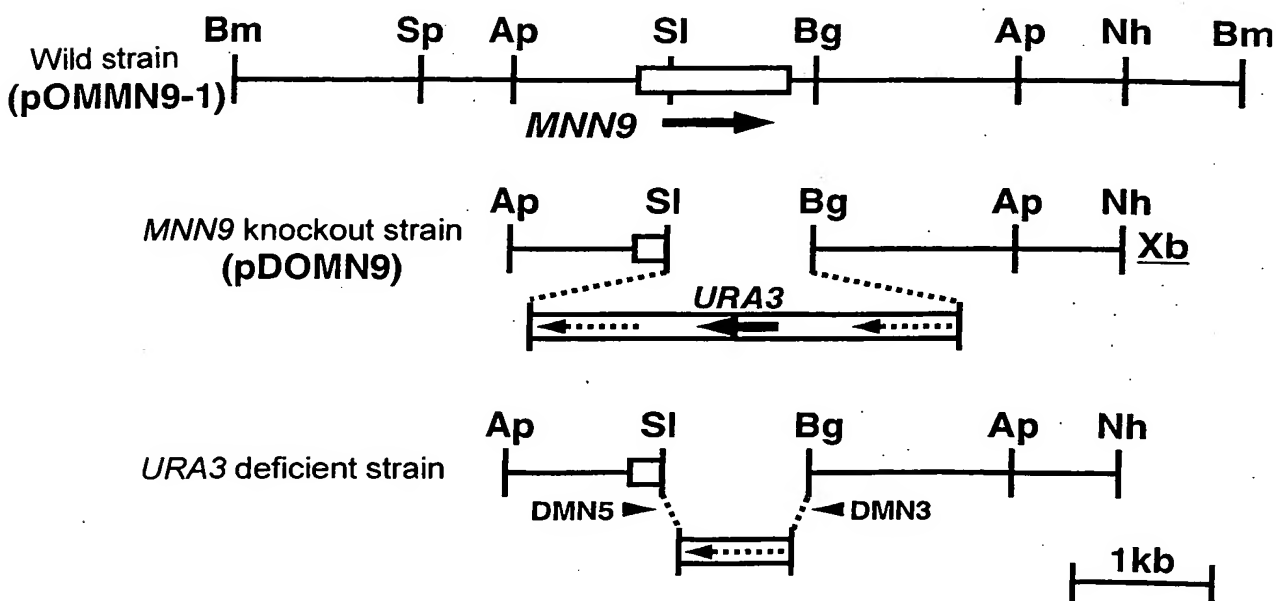 Bm Sp Ap Sl Bg Ap Nh Bm
Wild strain
(pOMMN9-1)
MNN9
Ap Sl Bg Ap Nh
MNN9 knockout strain
(pDOMN9)
Xb
URA3
Ap Sl Bg Ap Nh
URA3 deficient strain
DMN5 DMN3
1kb